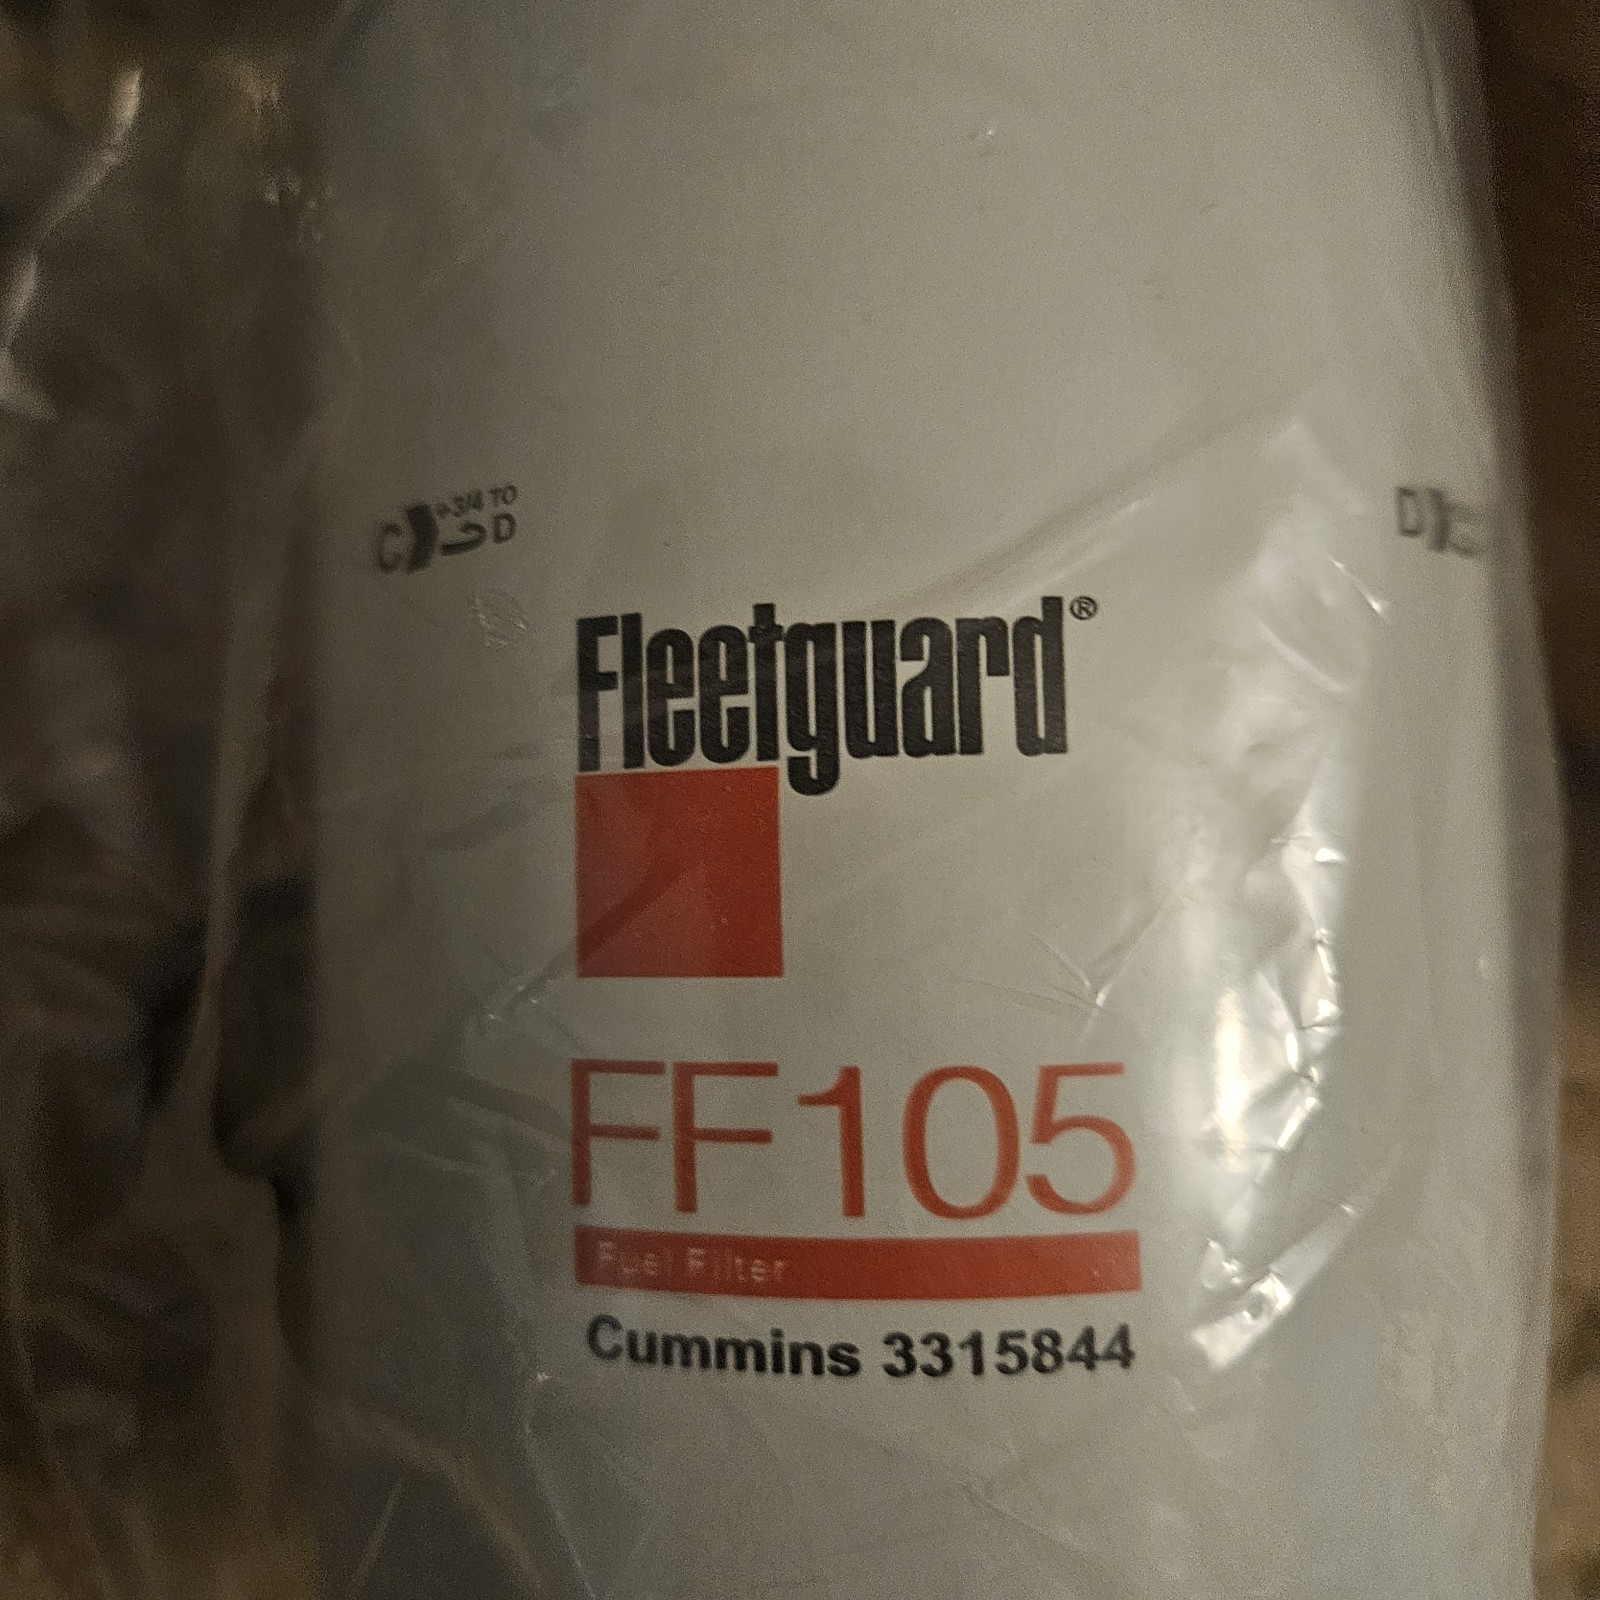 C +3/4 TO
D
D
Fleetguard®
FF105
Fuel Filter
Cummins 3315844